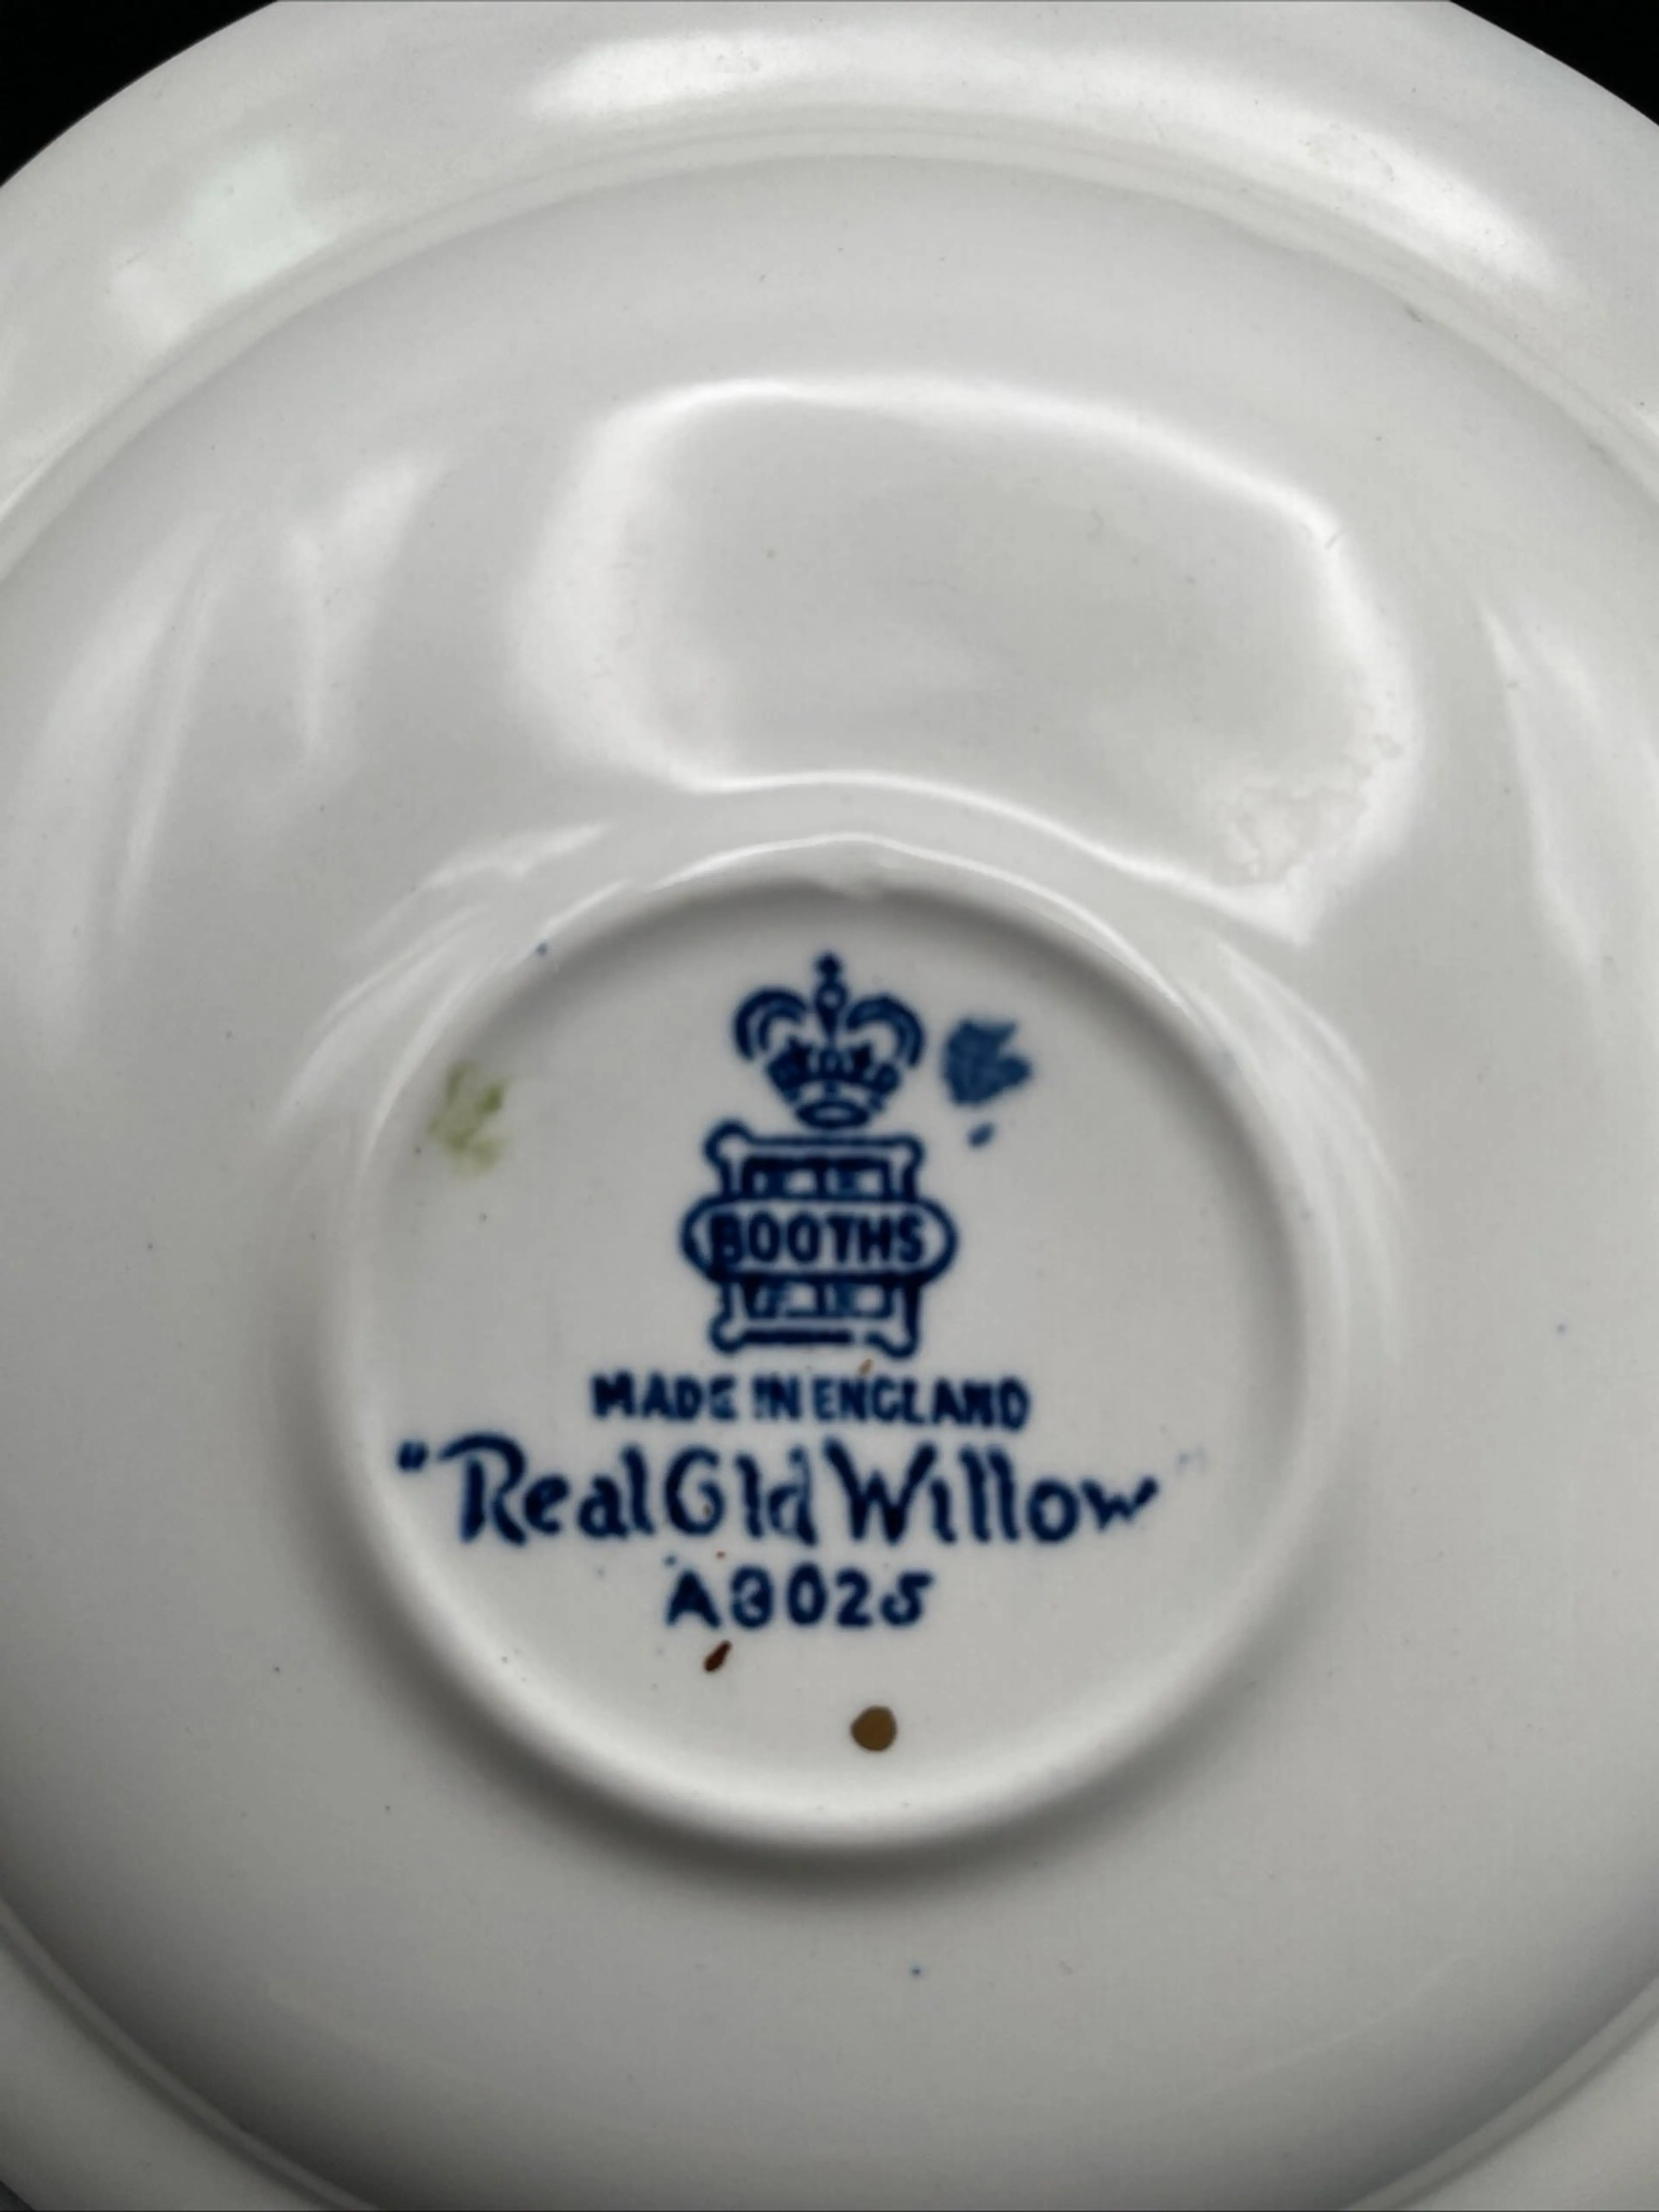 BOOTHS
MADE IN ENGLAND
"Real Old Willow"
A8025